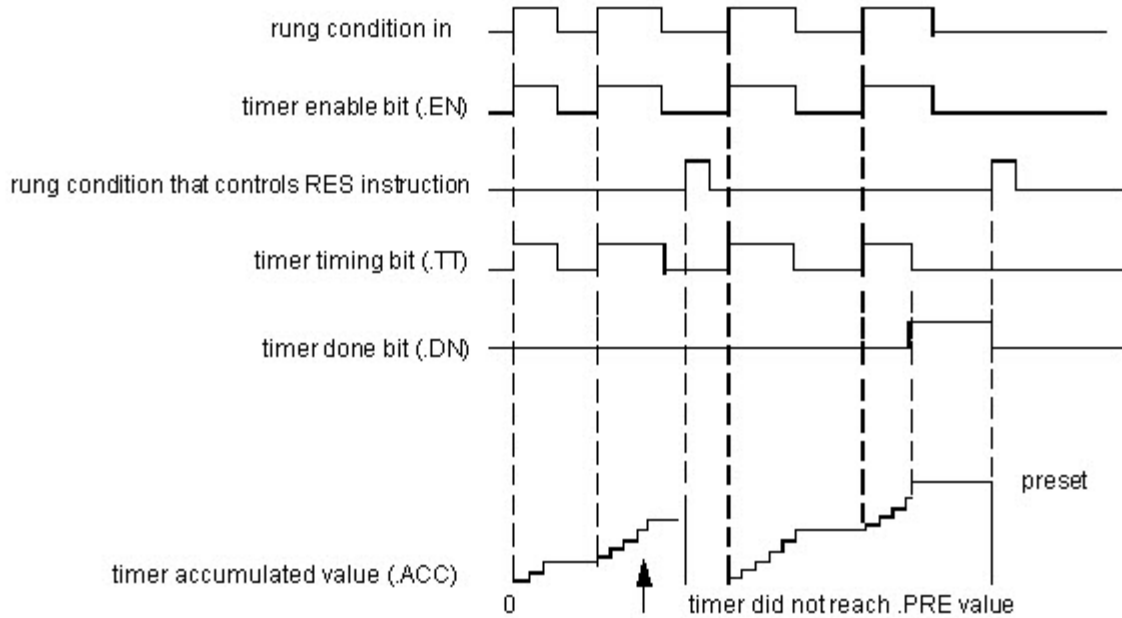 rung condition in
timer enable bit (.EN)
rung condition that controls RES instruction
timer timing bit (.TT)
timer done bit (.DN)
preset
timer accumulated value (.ACC)
0
timer did not reach .PRE value